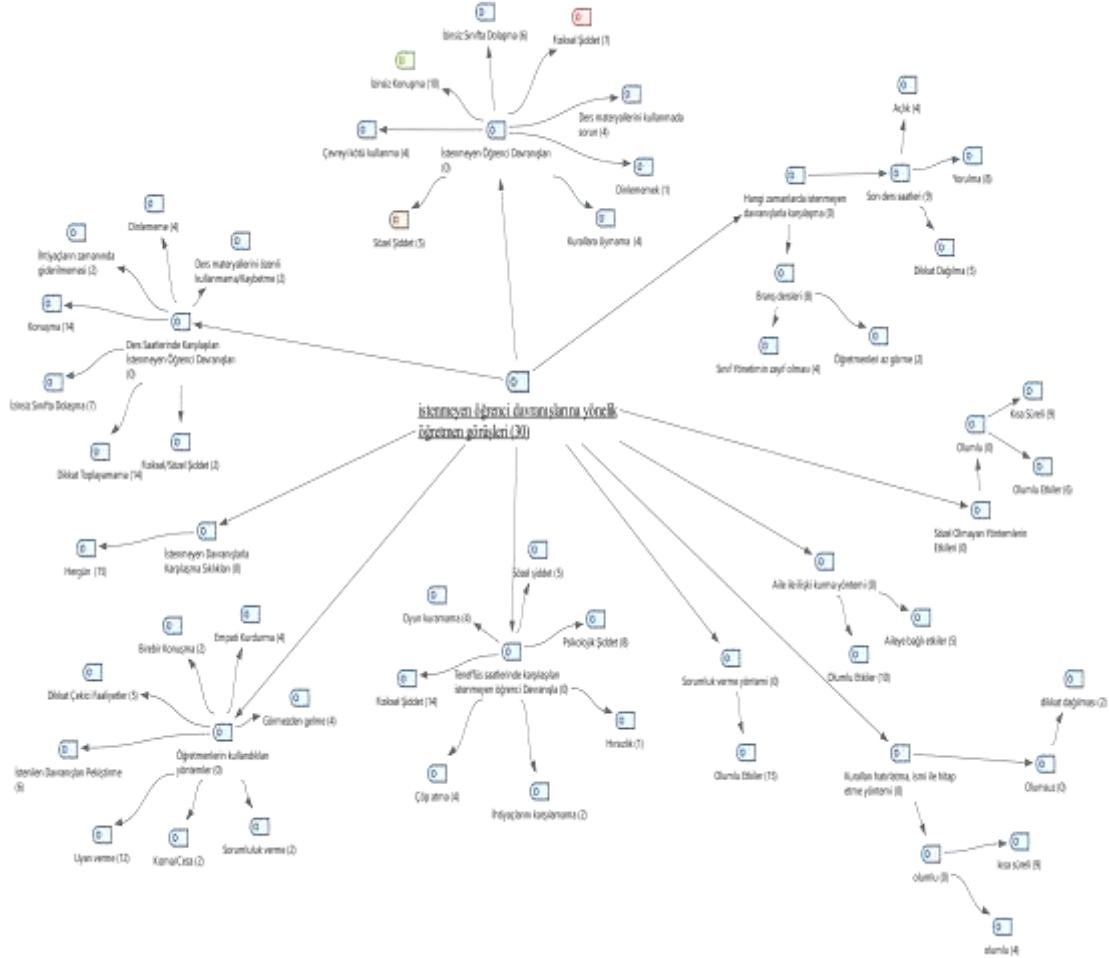 İzinsiz Sınıfta Dolaşma (6)
Fiziksel Şiddet (7)
İzinsiz Konuşma (10)
Ders materyallerini kullanmada
sorun (4)
Çevreyi kötü kullanma (4)
İstenmeyen Öğrenci Davranışları
(0)
Dinlememek (1)
Sözel Şiddet (5)
Kurallara Uymama (4)
Açlık (4)
Yorulma (8)
Hangi zamanlarda istenmeyen
davranışlarla karşılaşma (0)
Son ders saatleri (9)
Dikkat Dağılma (5)
Branş dersleri (8)
Sınıf Yönetimin zayıf olması (4)
Öğretmenleri az görme (2)
Dinlememe (4)
İhtiyaçların zamanında
giderilmemesi (2)
Ders materyallerini özenli
kullanmama/Kaybetme (2)
Konuşma (14)
Ders Saatlerinde Karşılaşılan
İstenmeyen Öğrenci Davranışları
(0)
İzinsiz Sınıfta Dolaşma (7)
Dikkat Toplayamama (14)
Fiziksel/Sözel Şiddet (2)
istenmeyen öğrenci davranışlarına yönelik
öğretmen görüşleri (30)
Kısa Süreli (9)
Olumlu (0)
Olumlu Etkiler (6)
Sözel Olmayan Yöntemlerin
Etkileri (0)
Hergün (15)
İstenmeyen Davranışlarla
Karşılaşma Sıklıkları (0)
Sözel şiddet (5)
Oyun kuramama (4)
Psikolojik Şiddet (8)
Teneffüs saatlerinde karşılaşılan
istenmeyen öğrenci Davranışla (0)
Fiziksel Şiddet (14)
Hırsızlık (1)
Çöp atma (4)
İhtiyaçlarını karşılamama (2)
Aile ile ilişki kurma yöntemi (0)
Aileye bağlı etkiler (5)
Olumlu Etkiler (10)
Sorumluk verme yöntemi (0)
Olumlu Etkiler (15)
Birebir Konuşma (2)
Empati Kurdurma (4)
Dikkat Çekici Faaliyetler (5)
Görmezden gelme (4)
Öğretmenlerin kullandıkları
yöntemler (0)
İstenilen Davranışları Pekiştirme
(6)
Uyarı verme (12)
Kızma/Ceza (2)
Sorumluluk verme (2)
dikkat dağılması (2)
Kuralları hatırlatma, ismi ile hitap
etme yöntemi (0)
Olumsuz (0)
olumlu (0)
kısa süreli (9)
olumlu (4)